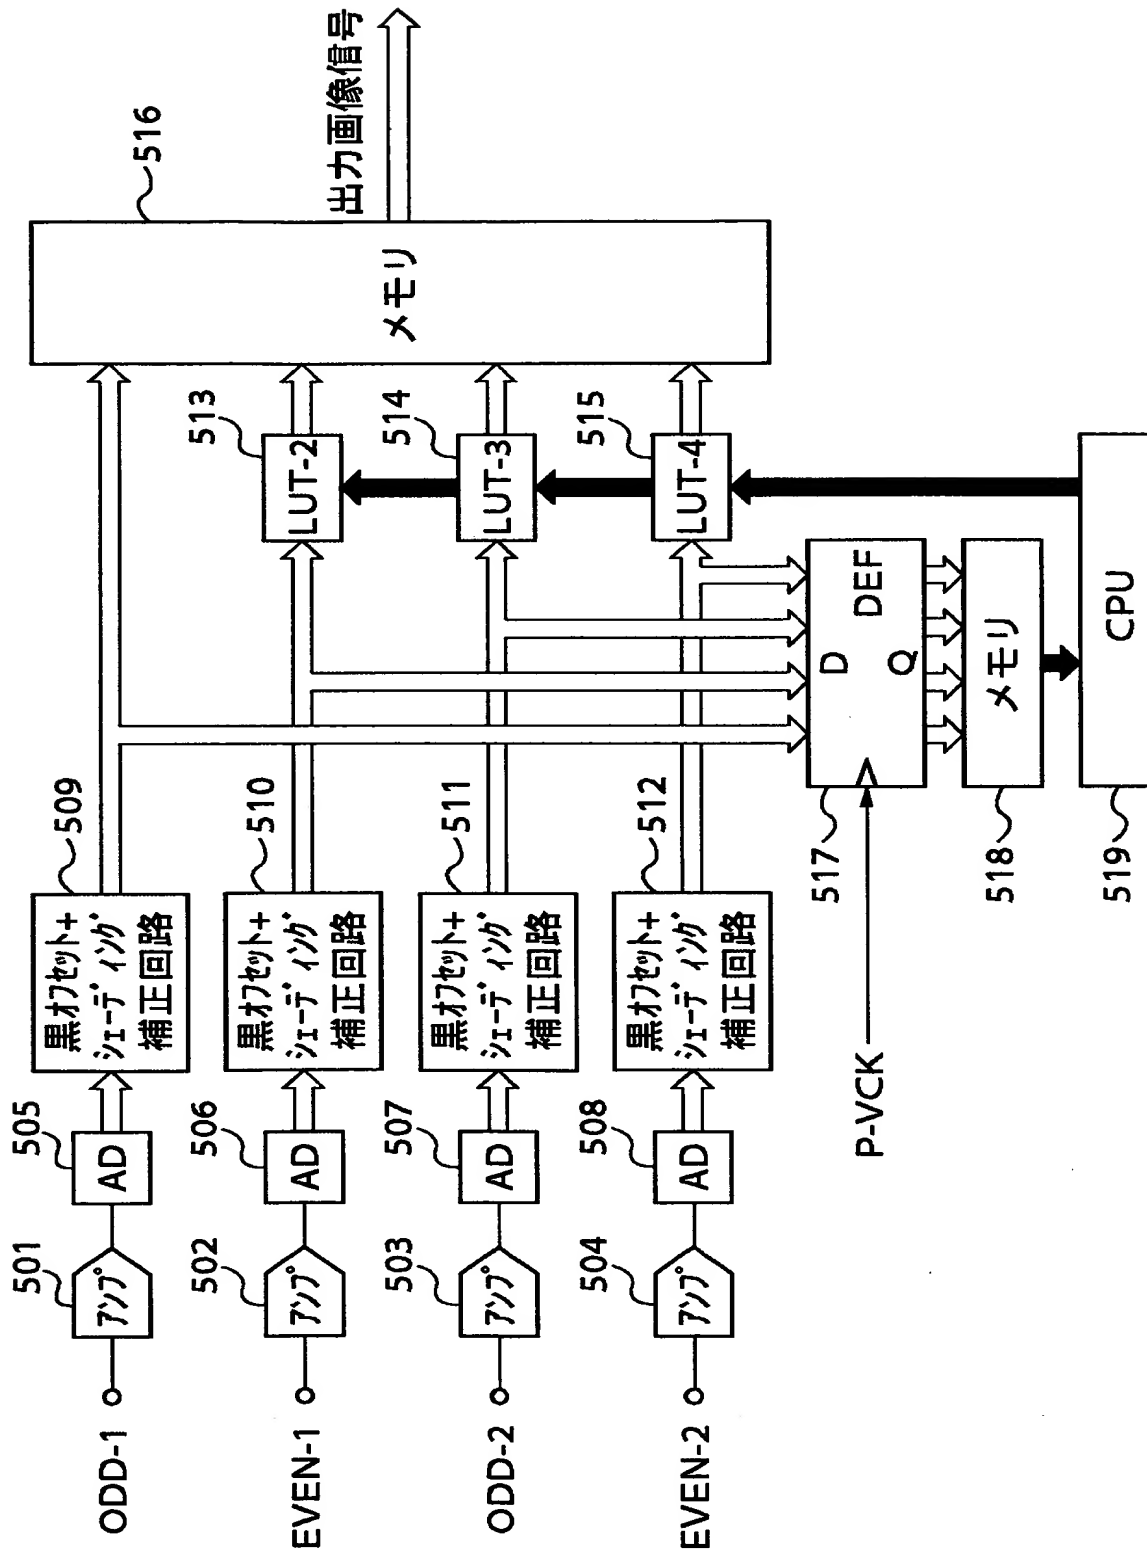 ODD-1
501
アンプ
505
AD
509
黒オフセット+
シェーディング
補正回路
EVEN-1
502
アンプ
506
AD
510
黒オフセット+
シェーディング
補正回路
513
LUT-2
ODD-2
503
アンプ
507
AD
511
黒オフセット+
シェーディング
補正回路
514
LUT-3
EVEN-2
504
アンプ
508
AD
512
黒オフセット+
シェーディング
補正回路
515
LUT-4
516
メモリ
出力画像信号
P-VCK
517
D
DEF
Q
518
メモリ
519
CPU